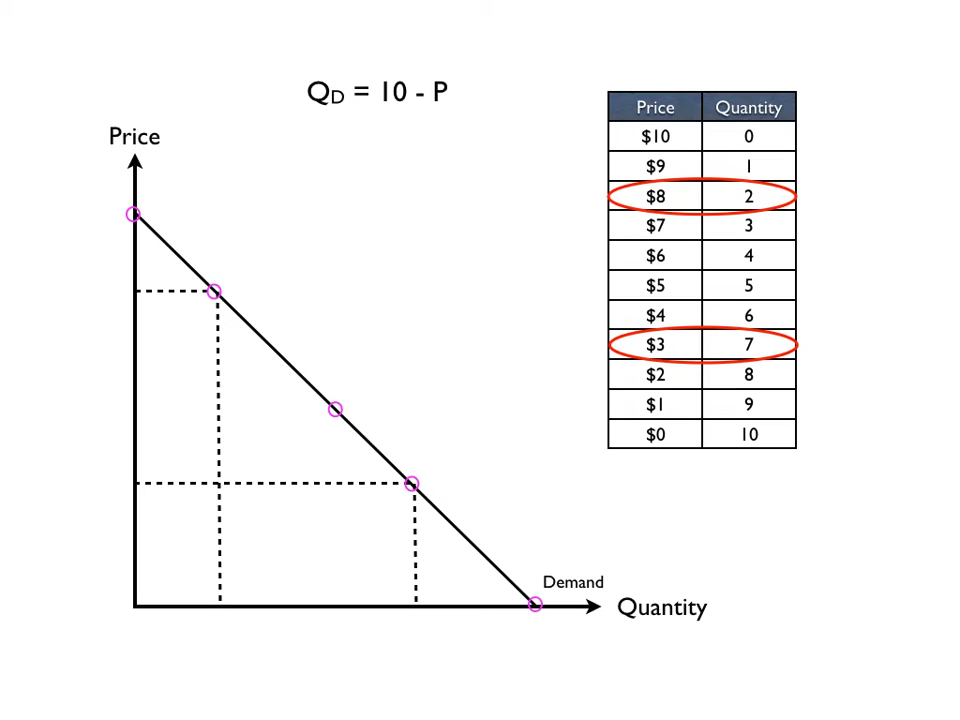 Q_D = 10 - P
Price
Demand
Quantity
Price Quantity
$10 0
$9 1
$8 2
$7 3
$6 4
$5 5
$4 6
$3 7
$2 8
$1 9
$0 10